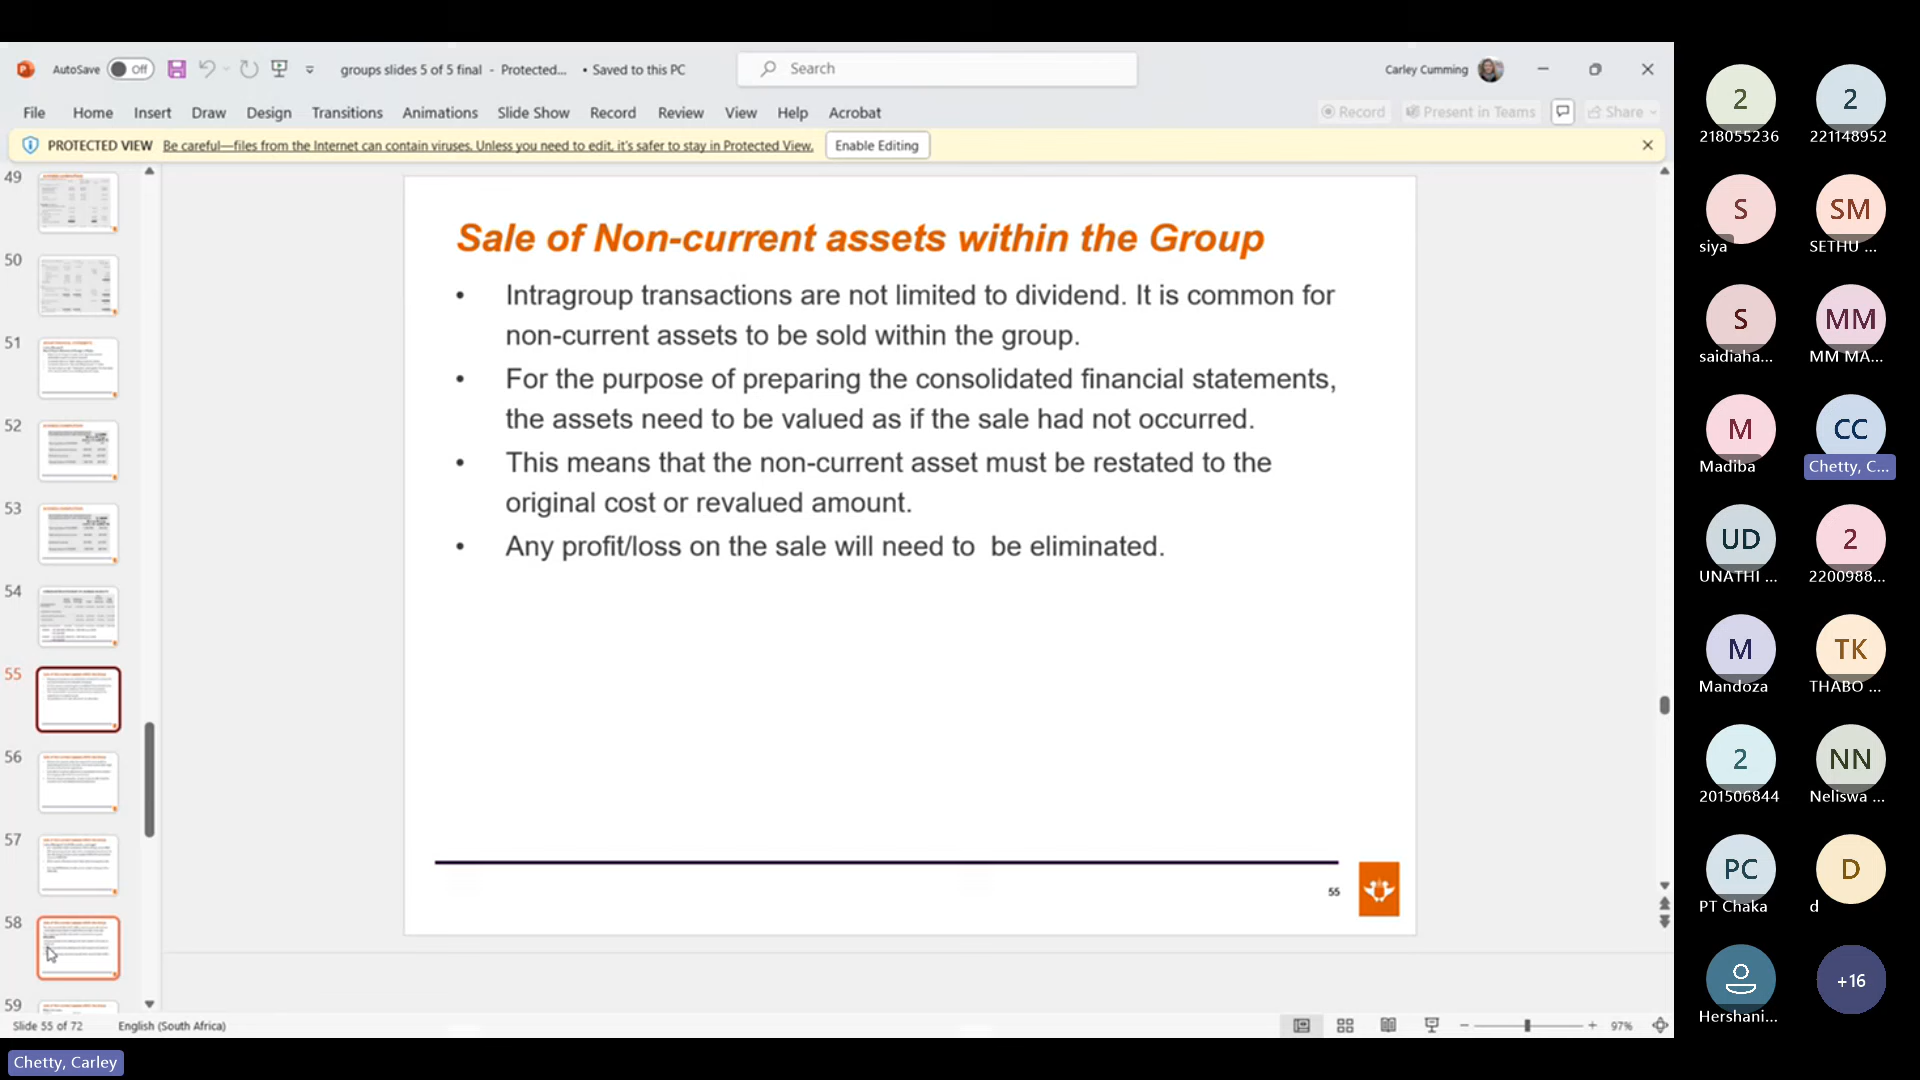 AutoSave Off groups slides 5 of 5 final - Protected... • Saved to this PC Search Carley Cumming
File Home Insert Draw Design Transitions Animations Slide Show Record Review View Help Acrobat Record Present in Teams Share
PROTECTED VIEW Be careful—files from the Internet can contain viruses. Unless you need to edit, it's safer to stay in Protected View. Enable Editing
49
50
51
52
53
54
55
56
57
58
59
Sale of Non-current assets within the Group
• Intragroup transactions are not limited to dividend. It is common for
non-current assets to be sold within the group.
• For the purpose of preparing the consolidated financial statements,
the assets need to be valued as if the sale had not occurred.
• This means that the non-current asset must be restated to the
original cost or revalued amount.
• Any profit/loss on the sale will need to  be eliminated.
55
Slide 55 of 72 English (South Africa) 97%
Chetty, Carley
2 2
218055236 221148952
S SM
siya SETHU ...
S MM
saidiaha... MM MA...
M CC
Madiba Chetty, C...
UD 2
UNATHI ... 2200988...
M TK
Mandoza THABO ...
2 NN
201506844 Neliswa ...
PC D
PT Chaka d
+16
Hershani...